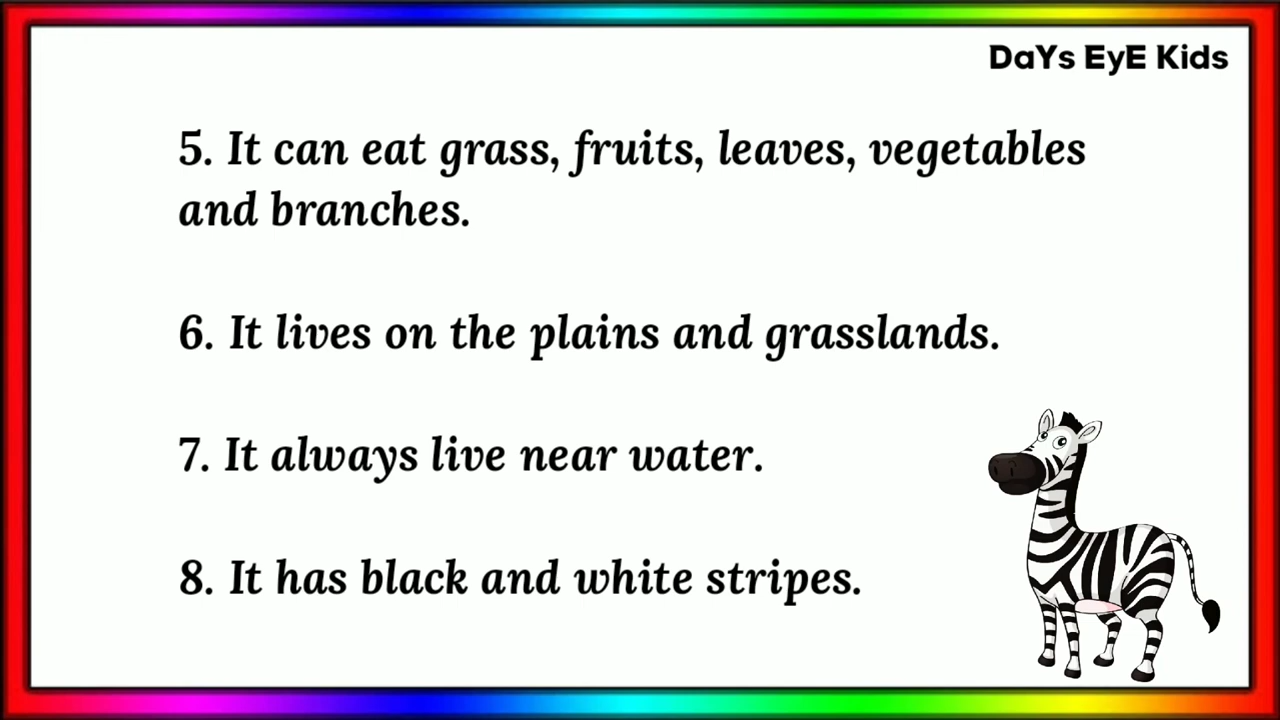 DaYs EyE Kids
5. It can eat grass, fruits, leaves, vegetables
and branches.
6. It lives on the plains and grasslands.
7. It always live near water.
8. It has black and white stripes.